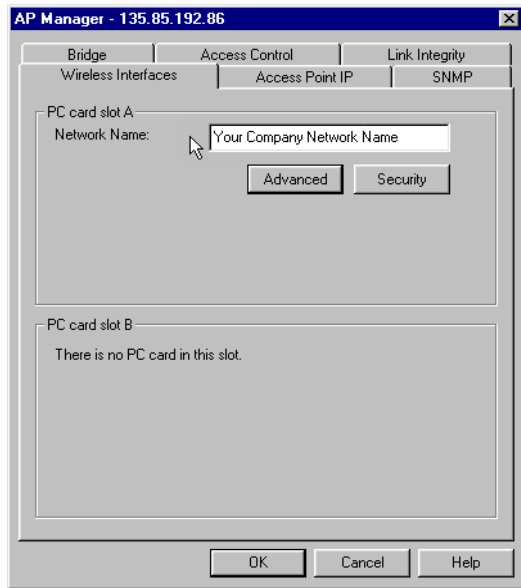 AP Manager - 135.85.192.86
Bridge Access Control Link Integrity
Wireless Interfaces Access Point IP SNMP
PC card slot A
Network Name: Your Company Network Name
Advanced Security
PC card slot B
There is no PC card in this slot.
OK Cancel Help